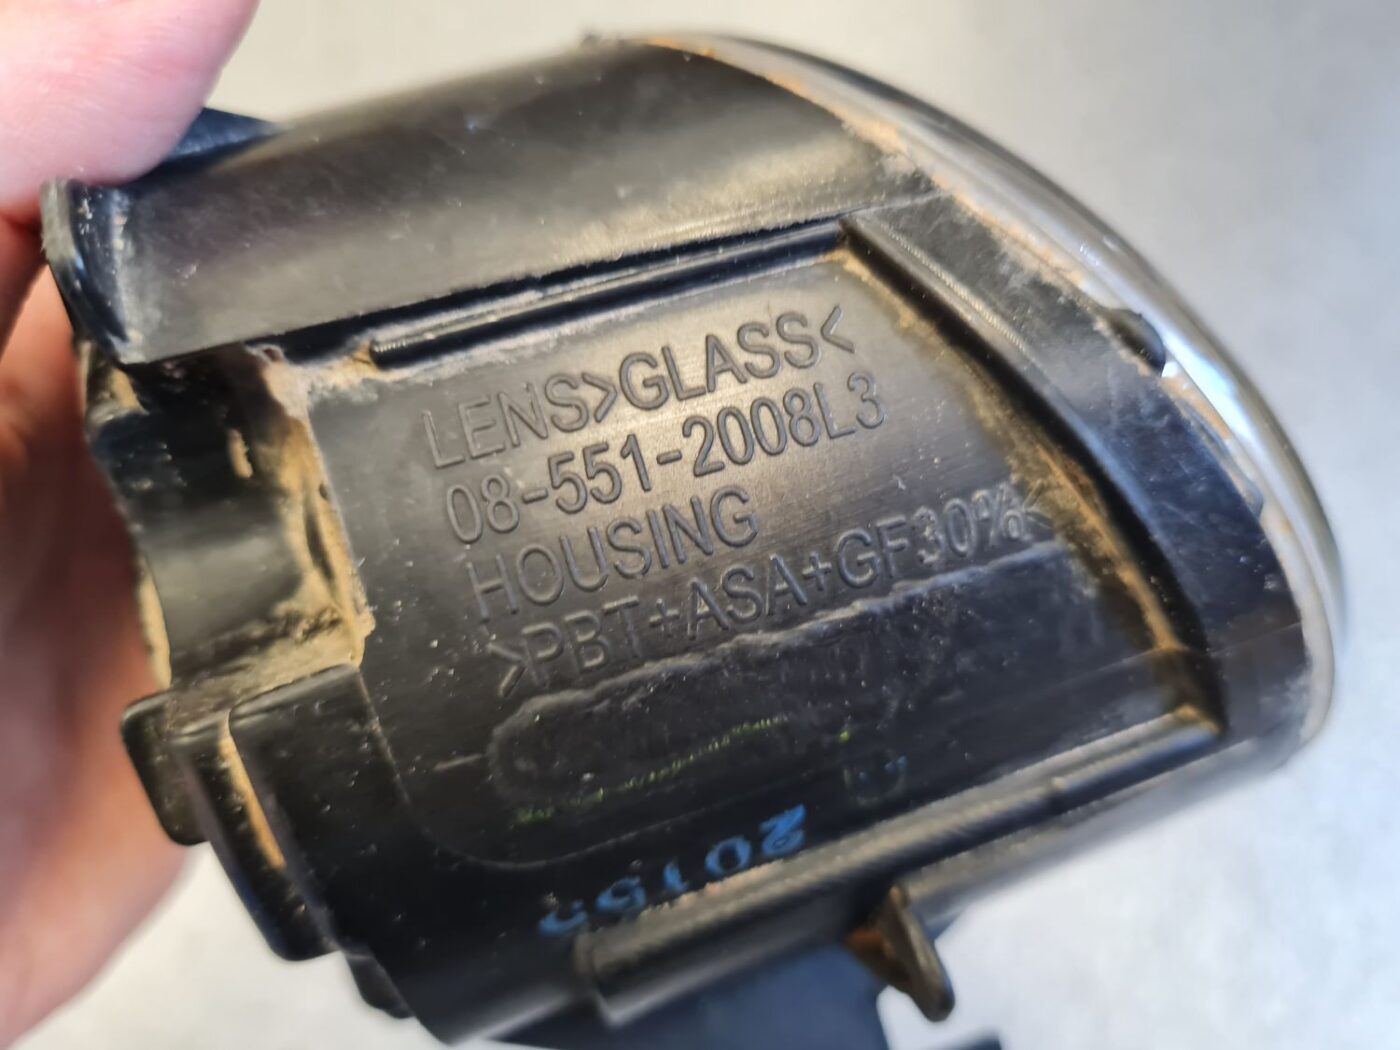 LENS>GLASS<
08-551-2008L3
HOUSING
>PBT+ASA+GF30%<